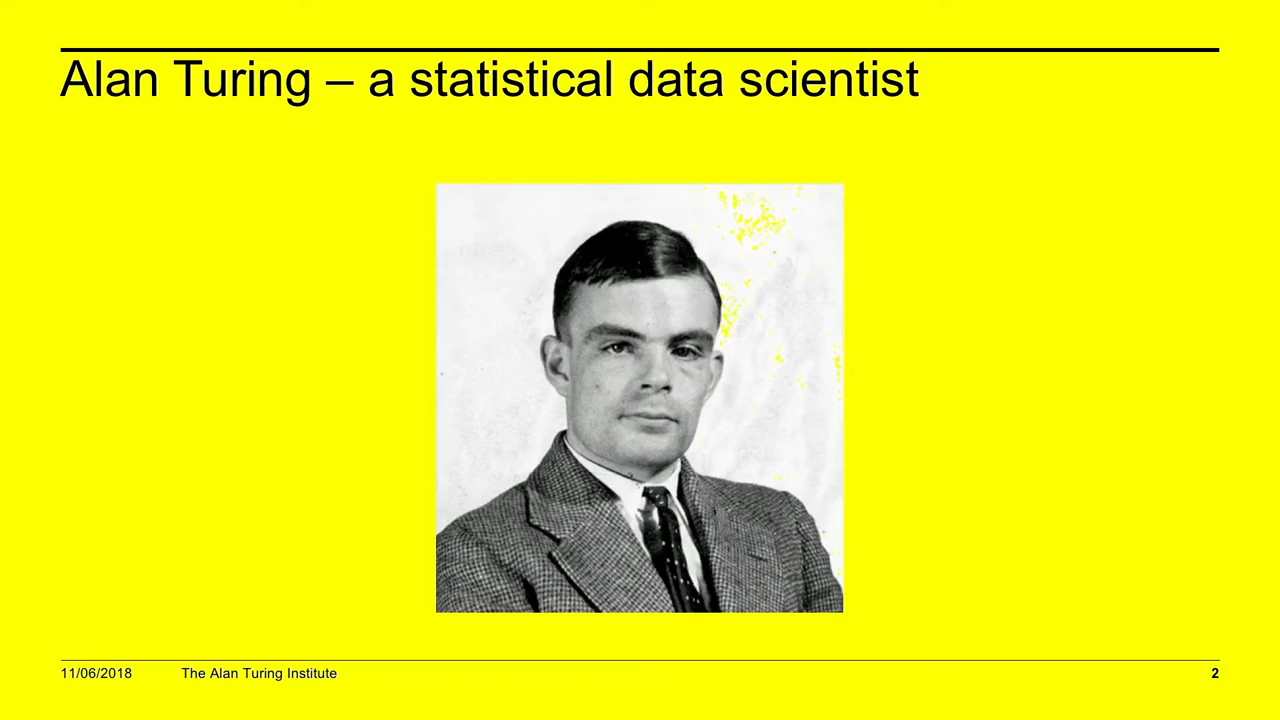 Alan Turing – a statistical data scientist
11/06/2018 The Alan Turing Institute 2